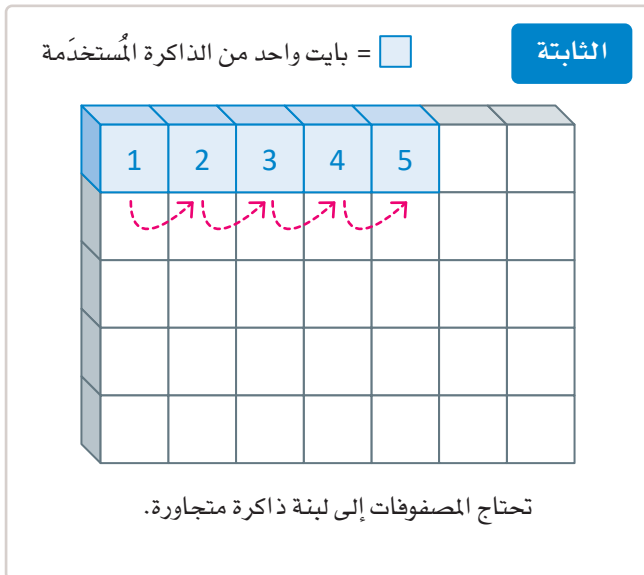 الثابتة
= بايت واحد من الذاكرة المُستخدَمة
1 2 3 4 5
تحتاج المصفوفات إلى لبنة ذاكرة متجاورة.